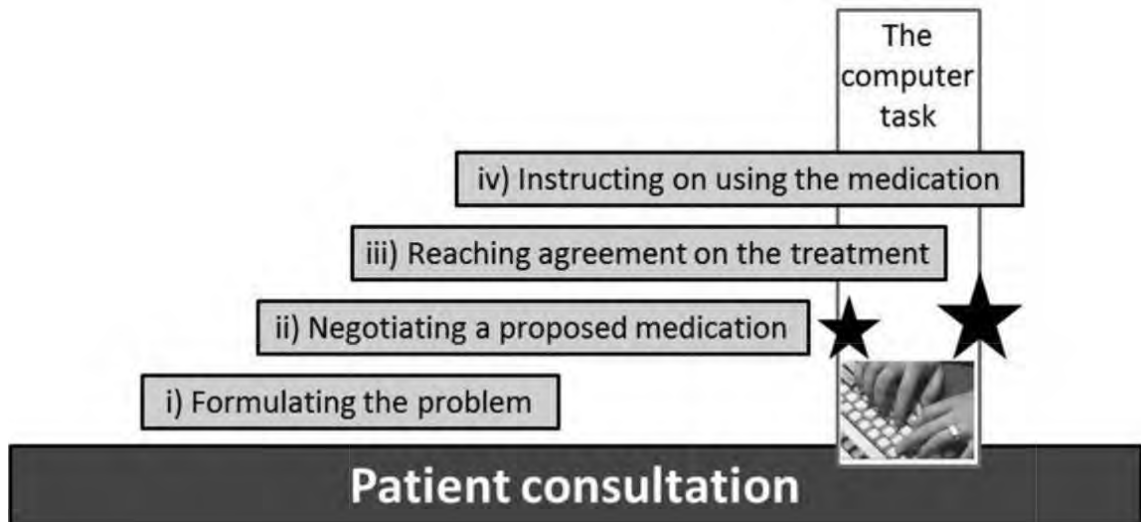 The
computer
task
iv) Instructing on using the medication
iii) Reaching agreement on the treatment
ii) Negotiating a proposed medication
i) Formulating the problem
Patient consultation